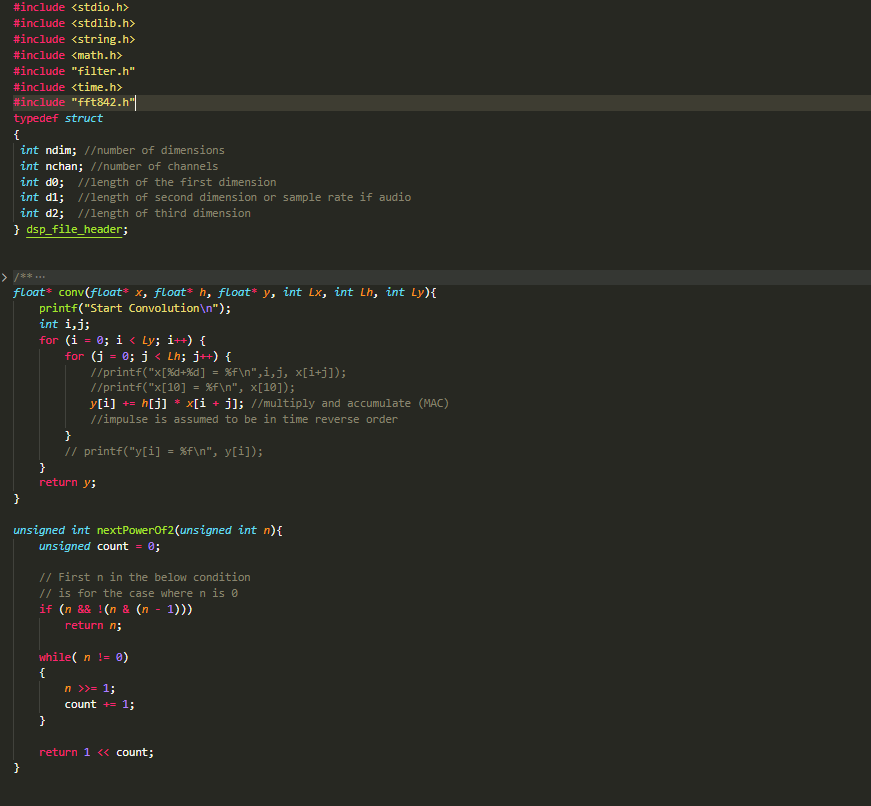 #include <stdio.h>
#include <stdlib.h>
#include <string.h>
#include <math.h>
#include "filter.h"
#include <time.h>
#include "fft842.h"
typedef struct
{
 int ndim; //number of dimensions
 int nchan; //number of channels
 int d0;  //length of the first dimension
 int d1;  //length of second dimension or sample rate if audio
 int d2;  //length of third dimension
} dsp_file_header;
/** ···
float* conv(float* x, float* h, float* y, int Lx, int Lh, int Ly){
    printf("Start Convolution\n");
    int i,j;
    for (i = 0; i < Ly; i++) {
        for (j = 0; j < Lh; j++) {
            //printf("x[%d+%d] = %f\n",i,j, x[i+j]);
            //printf("x[10] = %f\n", x[10]);
            y[i] += h[j] * x[i + j]; //multiply and accumulate (MAC)
            //impulse is assumed to be in time reverse order
        }
        // printf("y[i] = %f\n", y[i]);
    }
    return y;
}
unsigned int nextPowerOf2(unsigned int n){
    unsigned count = 0;
    // First n in the below condition
    // is for the case where n is 0
    if (n && !(n & (n - 1)))
        return n;
    while( n != 0)
    {
        n >>= 1;
        count += 1;
    }
    return 1 << count;
}